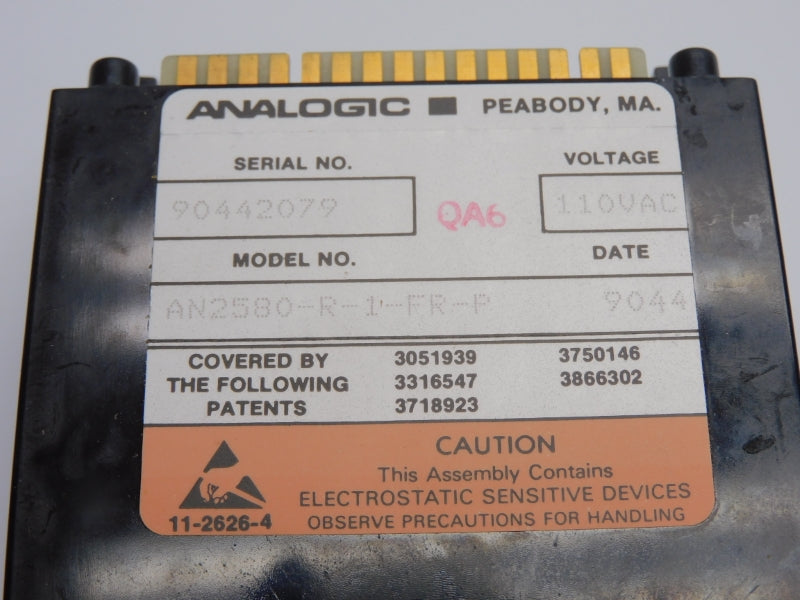 ANALOGIC PEABODY, MA.
SERIAL NO. VOLTAGE
90442079 QA6 110VAC
MODEL NO. DATE
AN2580-R-1-FR-P 9044
COVERED BY 3051939 3750146
THE FOLLOWING 3316547 3866302
PATENTS 3718923
CAUTION
This Assembly Contains
ELECTROSTATIC SENSITIVE DEVICES
11-2626-4 OBSERVE PRECAUTIONS FOR HANDLING